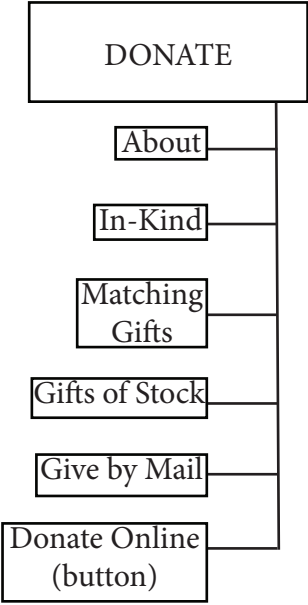 DONATE
About
In-Kind
Matching
Gifts
Gifts of Stock
Give by Mail
Donate Online
(button)